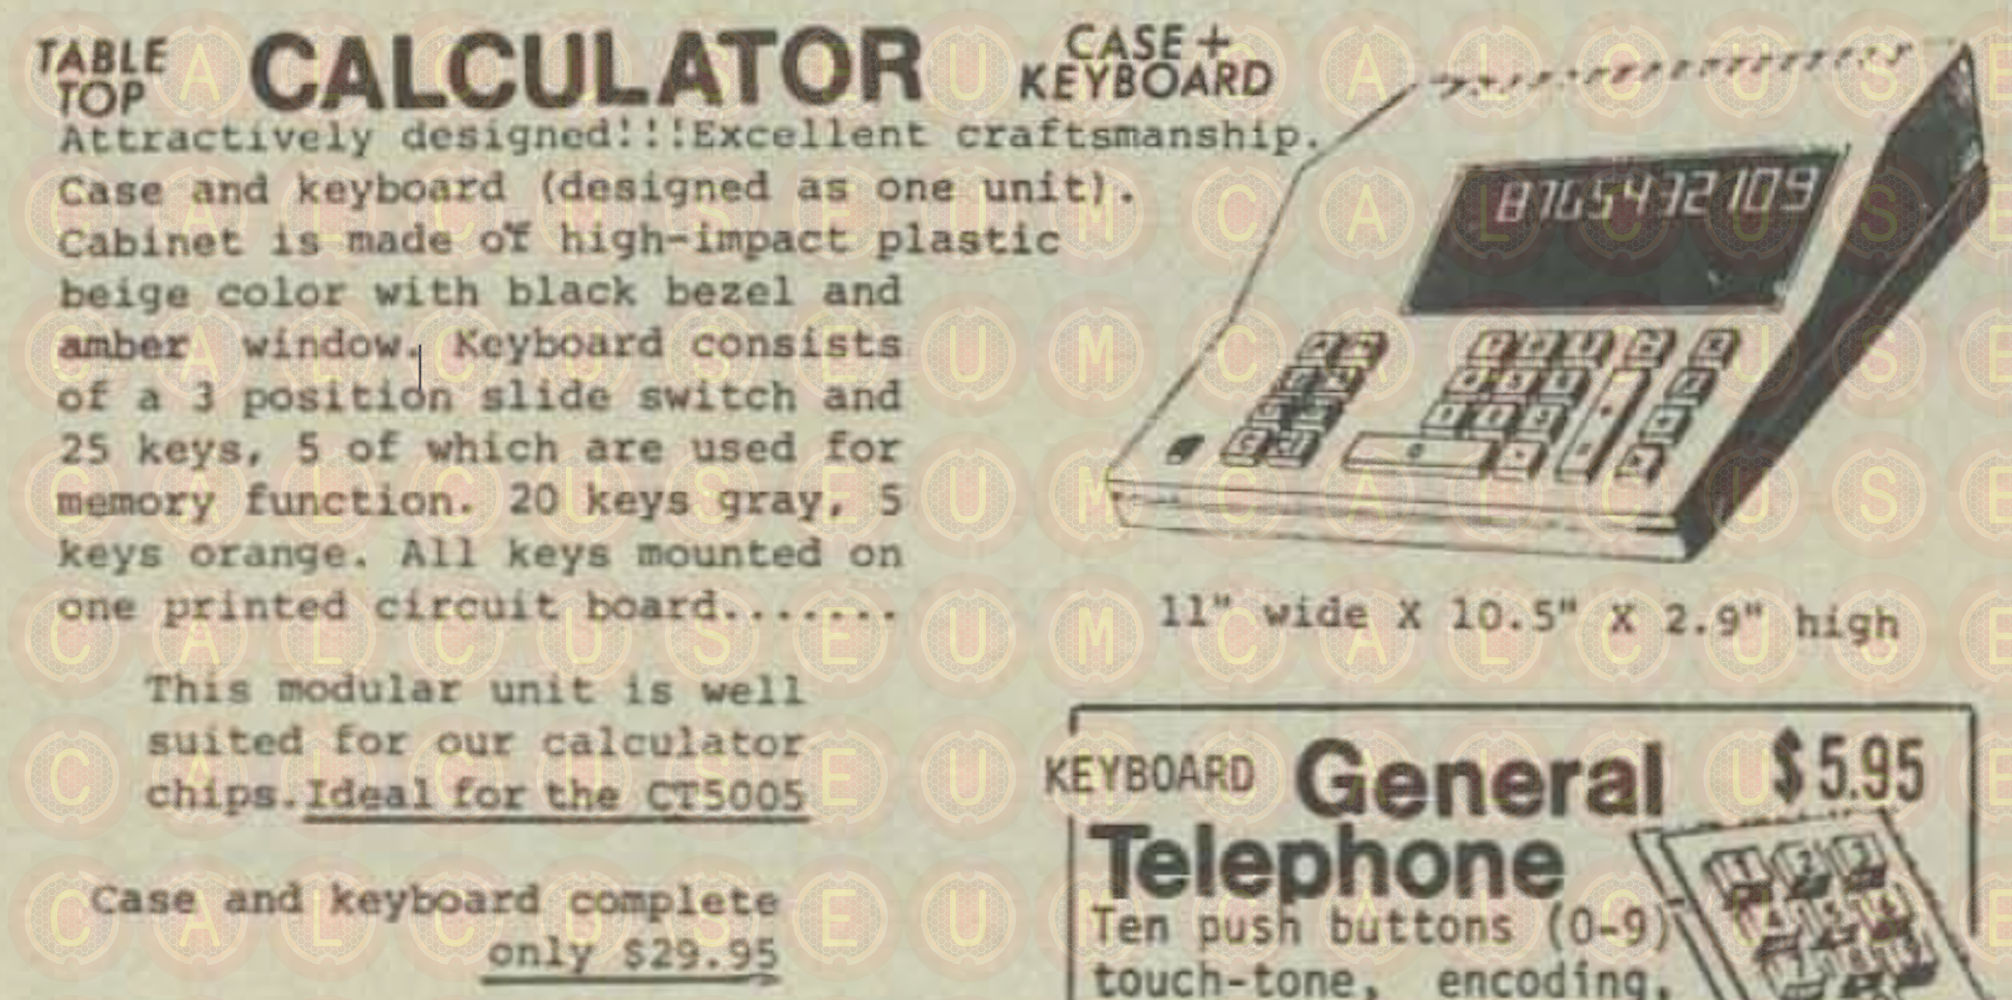 TABLE
TOP
CALCULATOR
CASE +
KEYBOARD
Attractively designed!!!Excellent craftsmanship.
Case and keyboard (designed as one unit).
Cabinet is made of high-impact plastic
beige color with black bezel and
amber window. Keyboard consists
of a 3 position slide switch and
25 keys, 5 of which are used for
memory function. 20 keys gray, 5
keys orange. All keys mounted on
one printed circuit board.......
This modular unit is well
suited for our calculator
chips.Ideal for the CT5005
Case and keyboard complete
only $29.95
8765432109
11" wide X 10.5" X 2.9" high
KEYBOARD General $5.95
Telephone
Ten push buttons (0-9)
touch-tone, encoding,
CALCUSEUM